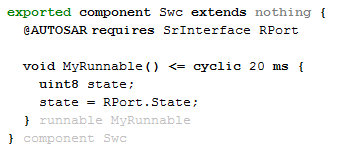 exported component Swc extends nothing {
@AUTOSAR requires SrInterface RPort
void MyRunnable() <= cyclic 20 ms {
uint8 state;
state = RPort.State;
} runnable MyRunnable
} component Swc